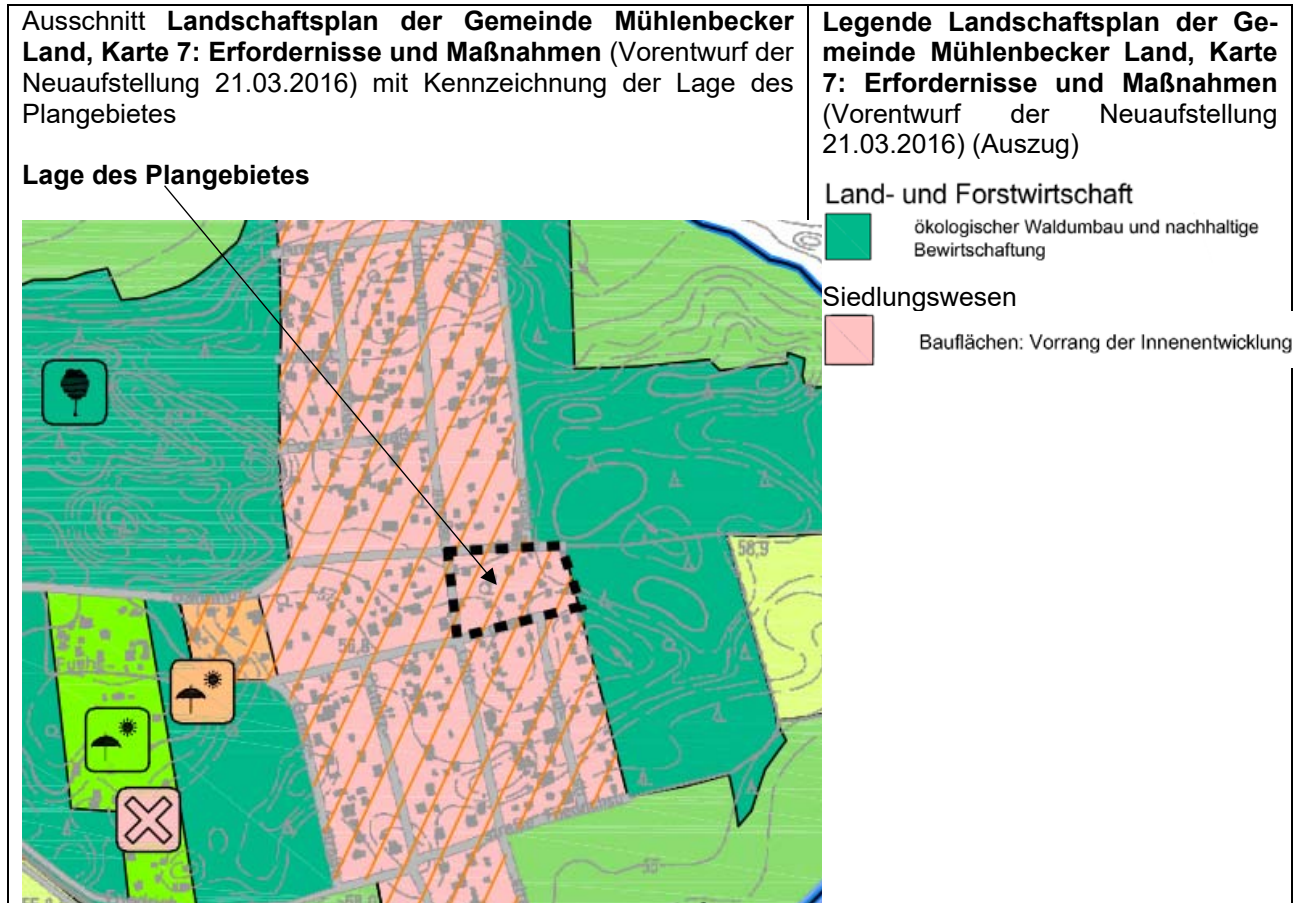 Ausschnitt Landschaftsplan der Gemeinde Mühlenbecker
Land, Karte 7: Erfordernisse und Maßnahmen (Vorentwurf der
Neuaufstellung 21.03.2016) mit Kennzeichnung der Lage des
Plangebietes
Lage des Plangebietes
Legende Landschaftsplan der Ge-
meinde Mühlenbecker Land, Karte
7: Erfordernisse und Maßnahmen
(Vorentwurf der Neuaufstellung
21.03.2016) (Auszug)
Land- und Forstwirtschaft
ökologischer Waldumbau und nachhaltige
Bewirtschaftung
Siedlungswesen
Bauflächen: Vorrang der Innenentwicklung
58,9
57
56,8
55